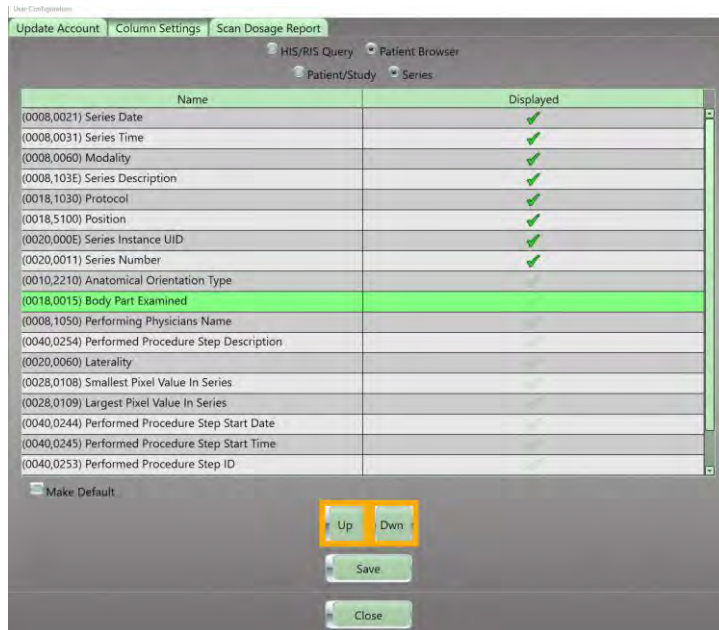 User Configuration
Update Account Column Settings Scan Dosage Report
HIS/RIS Query Patient Browser
Patient/Study Series
Name Displayed
(0008,0021) Series Date
(0008,0031) Series Time
(0008,0060) Modality
(0008,103E) Series Description
(0018,1030) Protocol
(0018,5100) Position
(0020,000E) Series Instance UID
(0020,0011) Series Number
(0010,2210) Anatomical Orientation Type
(0018,0015) Body Part Examined
(0008,1050) Performing Physicians Name
(0040,0254) Performed Procedure Step Description
(0020,0060) Laterality
(0028,0108) Smallest Pixel Value In Series
(0028,0109) Largest Pixel Value In Series
(0040,0244) Performed Procedure Step Start Date
(0040,0245) Performed Procedure Step Start Time
(0040,0253) Performed Procedure Step ID
Make Default
Up Dwn
Save
Close